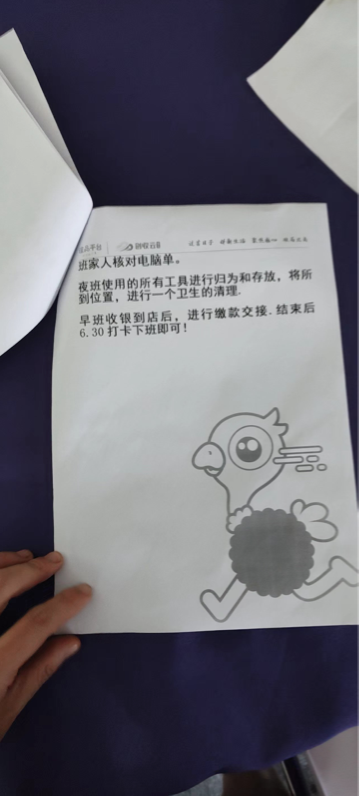 班家人核对电脑单。
夜班使用的所有工具进行归为和存放，将所
到位置，进行一个卫生的清理.
早班收银到店后，进行缴款交接.结束后
6.30打卡下班即可！